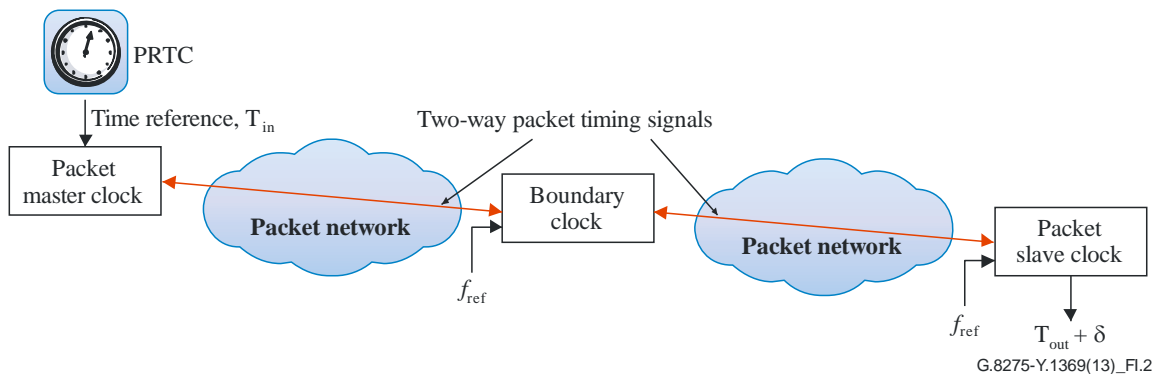 PRTC
Time reference, T_in
Two-way packet timing signals
Packet
master clock
Packet network
Boundary
clock
Packet network
Packet
slave clock
f_ref
f_ref
T_out + δ
G.8275-Y.1369(13)_FI.2